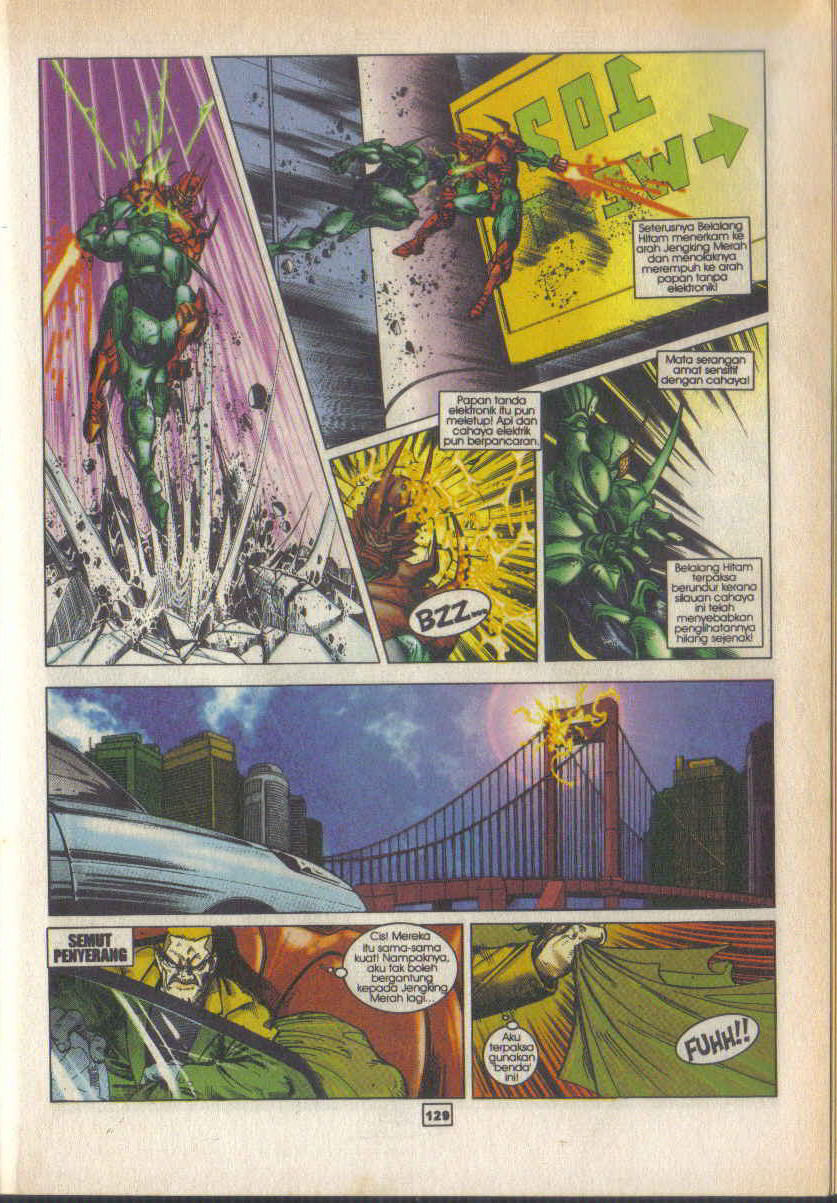 TOJ
ME
Seterusnya Belalang
Hitam menerkam ke
arah Jengking Merah
dan menolaknya
merempuh ke arah
papan tanpa
elektronik!
Papan tanda
elektronik itu pun
meletup! Api dan
cahaya elektrik
pun berpancaran.
Mata serangan
amat sensitif
dengan cahaya!
BZZ...
Belalang Hitam
terpaksa
berundur kerana
silauan cahaya
ini telah
menyebabkan
penglihatannya
hilang sejenak!
SEMUT
PENYERANG
Cis! Mereka
itu sama-sama
kuat! Nampaknya,
aku tak boleh
bergantung
kepada Jengking
Merah lagi...
Aku
terpaksa
gunakan
'benda'
ini!
FUHH!!
129